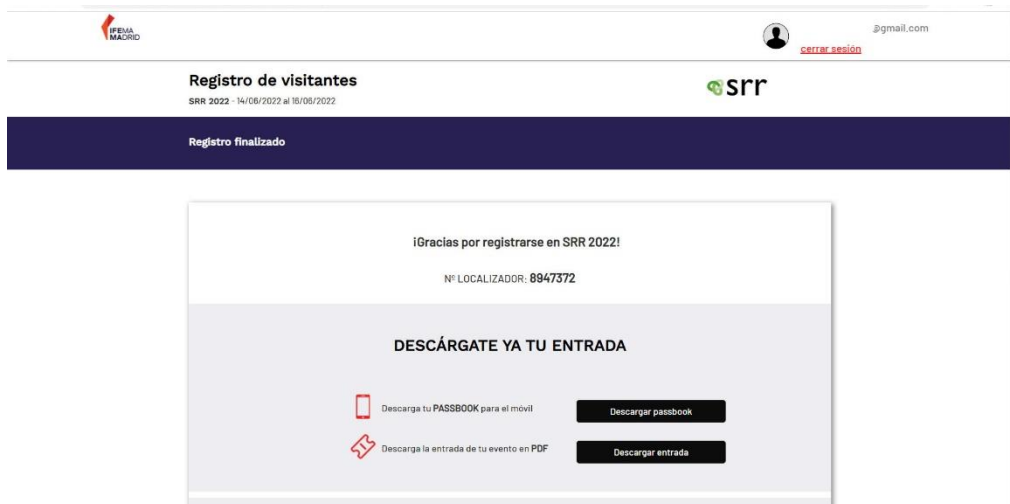 IFEMA
MADRID
@gmail.com
cerrar sesión
Registro de visitantes
srr
SRR 2022 - 14/06/2022 al 16/06/2022
Registro finalizado
¡Gracias por registrarse en SRR 2022!
Nº LOCALIZADOR: 8947372
DESCÁRGATE YA TU ENTRADA
Descarga tu PASSBOOK para el móvil
Descargar passbook
Descarga la entrada de tu evento en PDF
Descargar entrada